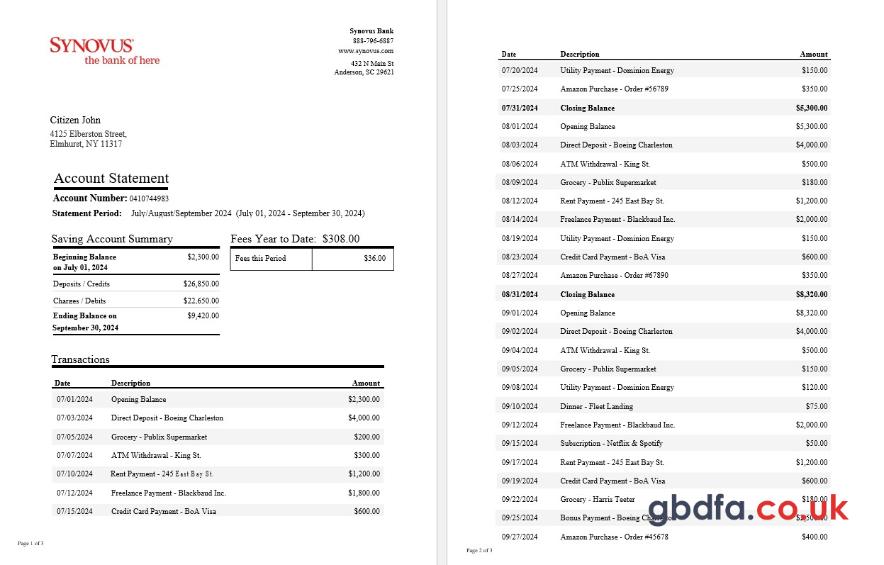 SYNOVUS
the bank of here
Synovus Bank
888-796-6887
www.synovus.com
432 N Main St
Anderson, SC 29621
Citizen John
4125 Elberston Street,
Elmhurst, NY 11317
Account Statement
Account Number: 0410744983
Statement Period: July/August/September 2024 (July 01, 2024 - September 30, 2024)
Saving Account Summary
Beginning Balance $2,300.00
on July 01, 2024
Deposits / Credits $26,850.00
Charges / Debits $22,650.00
Ending Balance on $9,420.00
September 30, 2024
Fees Year to Date: $308.00
Fees this Period $36.00
Transactions
Date Description Amount
07/01/2024 Opening Balance $2,300.00
07/03/2024 Direct Deposit - Boeing Charleston $4,000.00
07/05/2024 Grocery - Publix Supermarket $200.00
07/07/2024 ATM Withdrawal - King St. $300.00
07/10/2024 Rent Payment - 245 East Bay St. $1,200.00
07/12/2024 Freelance Payment - Blackbaud Inc. $1,800.00
07/15/2024 Credit Card Payment - BoA Visa $600.00
Page 1 of 3
Date Description Amount
07/20/2024 Utility Payment - Dominion Energy $150.00
07/25/2024 Amazon Purchase - Order #56789 $350.00
07/31/2024 Closing Balance $5,300.00
08/01/2024 Opening Balance $5,300.00
08/03/2024 Direct Deposit - Boeing Charleston $4,000.00
08/06/2024 ATM Withdrawal - King St. $500.00
08/09/2024 Grocery - Publix Supermarket $180.00
08/12/2024 Rent Payment - 245 East Bay St. $1,200.00
08/14/2024 Freelance Payment - Blackbaud Inc. $2,000.00
08/19/2024 Utility Payment - Dominion Energy $150.00
08/23/2024 Credit Card Payment - BoA Visa $600.00
08/27/2024 Amazon Purchase - Order #67890 $350.00
08/31/2024 Closing Balance $8,320.00
09/01/2024 Opening Balance $8,320.00
09/02/2024 Direct Deposit - Boeing Charleston $4,000.00
09/04/2024 ATM Withdrawal - King St. $500.00
09/05/2024 Grocery - Publix Supermarket $150.00
09/08/2024 Utility Payment - Dominion Energy $120.00
09/10/2024 Dinner - Fleet Landing $75.00
09/12/2024 Freelance Payment - Blackbaud Inc. $2,000.00
09/15/2024 Subscription - Netflix & Spotify $50.00
09/17/2024 Rent Payment - 245 East Bay St. $1,200.00
09/19/2024 Credit Card Payment - BoA Visa $600.00
09/22/2024 Grocery - Harris Teeter $180.00
gbdfa.co.uk
09/25/2024 Bonus Payment - Boeing
09/27/2024 Amazon Purchase - Order #45678 $400.00
Page 2 of 3